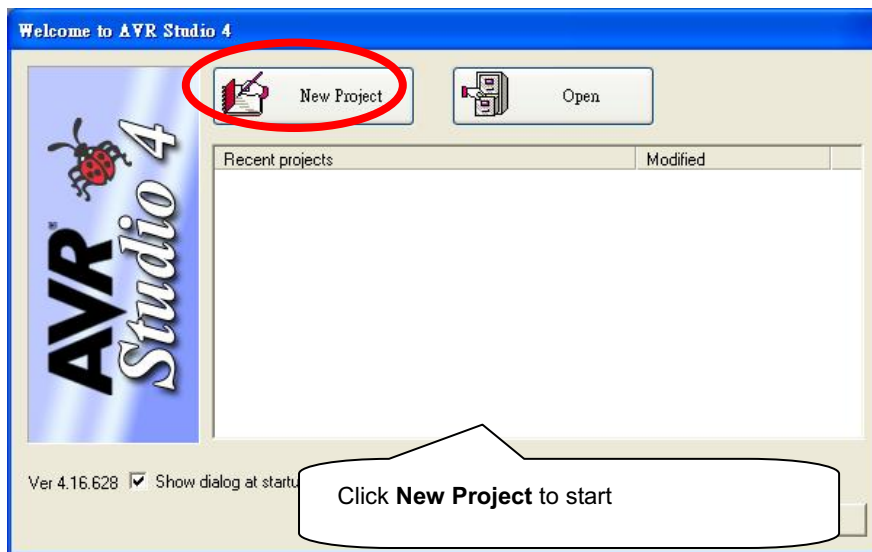 Welcome to AVR Studio 4
New Project
Open
Recent projects
Modified
AVR®
Studio 4
Ver 4.16.628
Show dialog at startu
Click New Project to start